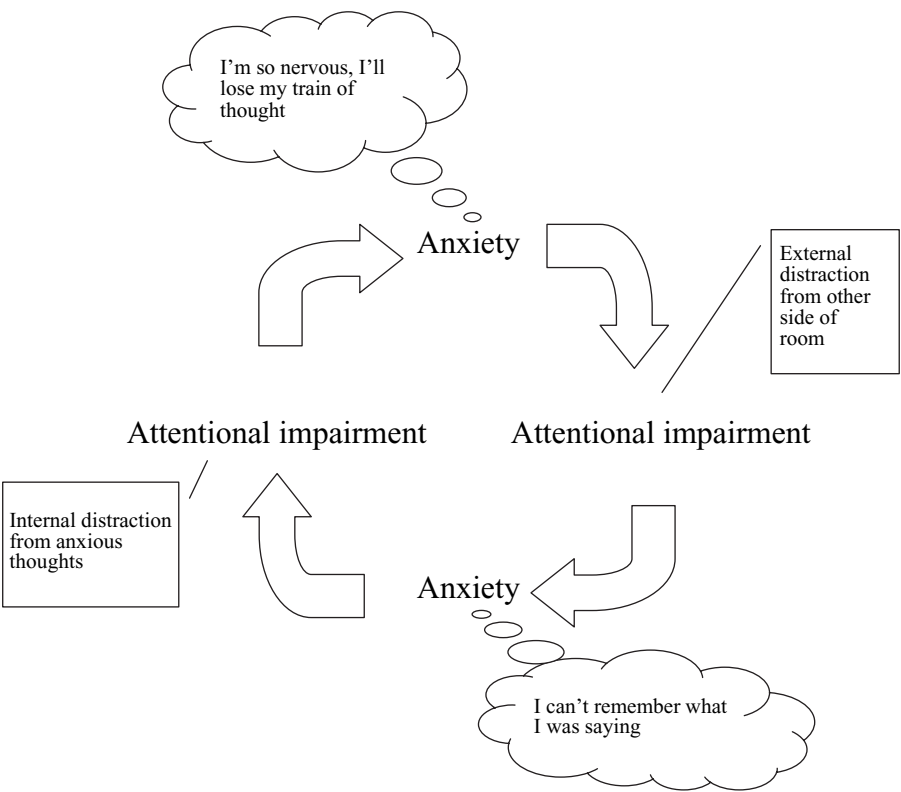 I’m so nervous, I’ll
lose my train of
thought
Anxiety
External
distraction
from other
side of
room
Attentional impairment
Attentional impairment
Internal distraction
from anxious
thoughts
Anxiety
I can’t remember what
I was saying